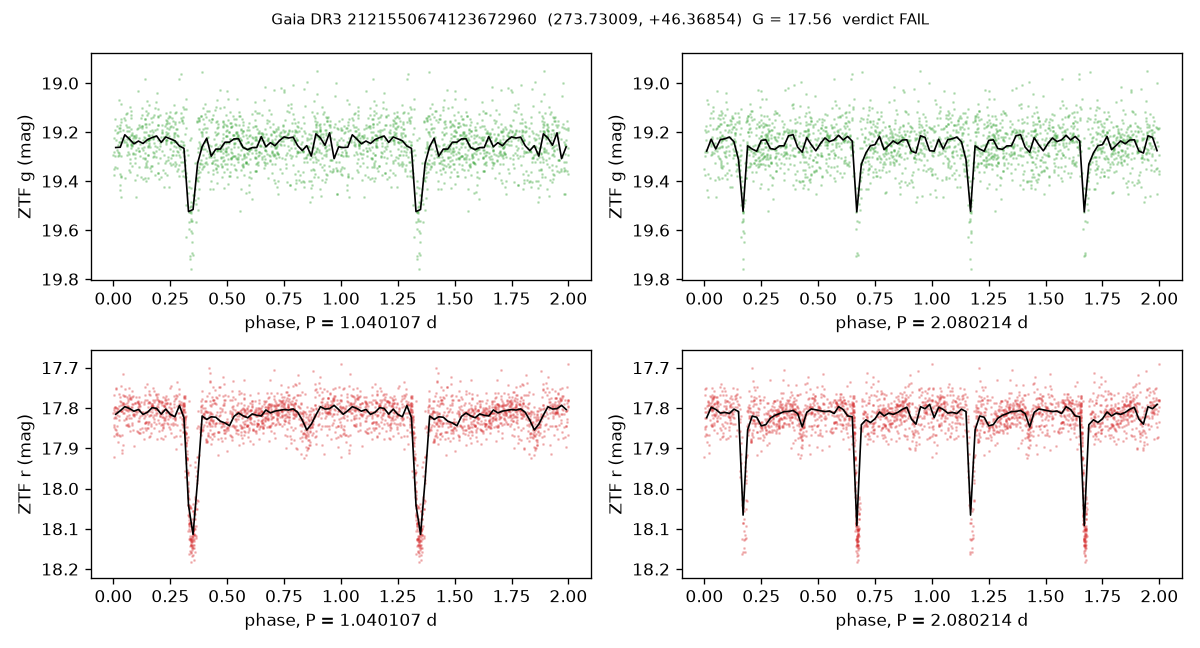 Gaia DR3 2121550674123672960  (273.73009, +46.36854)  G = 17.56  verdict FAIL
ZTF g (mag)
19.0
19.2
19.4
19.6
19.8
0.00 0.25 0.50 0.75 1.00 1.25 1.50 1.75 2.00
phase, P = 1.040107 d
ZTF g (mag)
19.0
19.2
19.4
19.6
19.8
0.00 0.25 0.50 0.75 1.00 1.25 1.50 1.75 2.00
phase, P = 2.080214 d
ZTF r (mag)
17.7
17.8
17.9
18.0
18.1
18.2
0.00 0.25 0.50 0.75 1.00 1.25 1.50 1.75 2.00
phase, P = 1.040107 d
ZTF r (mag)
17.7
17.8
17.9
18.0
18.1
18.2
0.00 0.25 0.50 0.75 1.00 1.25 1.50 1.75 2.00
phase, P = 2.080214 d